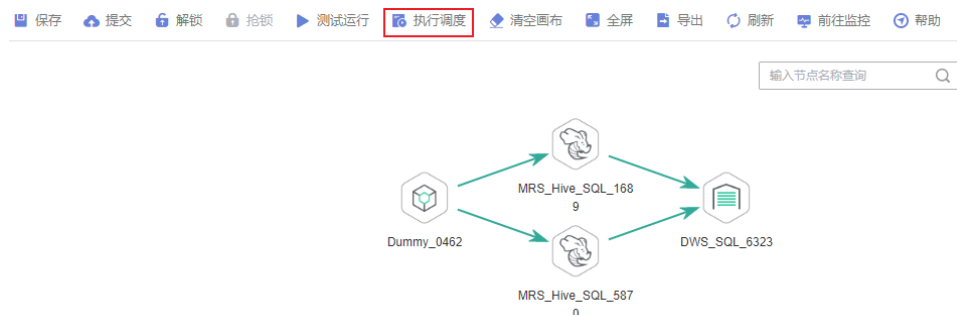 保存 提交 解锁 抢锁 测试运行 执行调度 清空画布 全屏 导出 刷新 前往监控 帮助
输入节点名称查询
MRS_Hive_SQL_168
9
Dummy_0462
DWS_SQL_6323
MRS_Hive_SQL_587
0